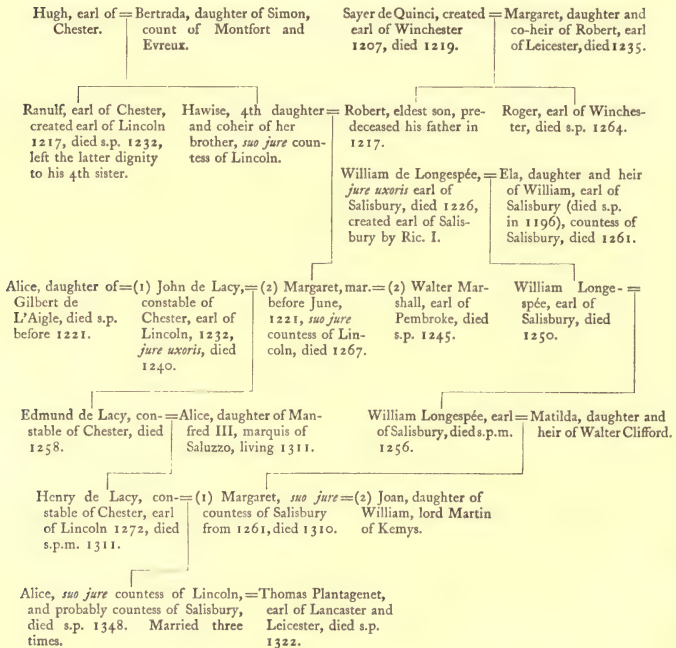 Hugh, earl of = Bertrada, daughter of Simon,
Chester. count of Montfort and
Evreux.
Sayer de Quinci, created = Margaret, daughter and
earl of Winchester co-heir of Robert, earl
1207, died 1219. of Leicester, died 1235.
Ranulf, earl of Chester,
created earl of Lincoln
1217, died s.p. 1232,
left the latter dignity
to his 4th sister.
Hawise, 4th daughter = Robert, eldest son, pre-
and coheir of her deceased his father in
brother, suo jure coun- 1217.
tess of Lincoln.
Roger, earl of Winches-
ter, died s.p. 1264.
William de Longespée, = Ela, daughter and heir
jure uxoris earl of of William, earl of
Salisbury, died 1226, Salisbury (died s.p.
created earl of Salis- in 1196), countess of
bury by Ric. I. Salisbury, died 1261.
Alice, daughter of = (1) John de Lacy, = (2) Margaret, mar. = (2) Walter Mar-
Gilbert de constable of before June, shall, earl of
L'Aigle, died s.p. Chester, earl of 1221, suo jure Pembroke, died
before 1221. Lincoln, 1232, countess of Lin- s.p. 1245.
jure uxoris, died coln, died 1267.
1240.
William Longe- =
spée, earl of
Salisbury, died
1250.
Edmund de Lacy, con- = Alice, daughter of Man-
stable of Chester, died fred III, marquis of
1258. Saluzzo, living 1311.
William Longespée, earl = Matilda, daughter and
of Salisbury, died s.p.m. heir of Walter Clifford.
1256.
Henry de Lacy, con- = (1) Margaret, suo jure = (2) Joan, daughter of
stable of Chester, earl countess of Salisbury William, lord Martin
of Lincoln 1272, died from 1261, died 1310. of Kemys.
s.p.m. 1311.
Alice, suo jure countess of Lincoln, = Thomas Plantagenet,
and probably countess of Salisbury, earl of Lancaster and
died s.p. 1348. Married three Leicester, died s.p.
times. 1322.